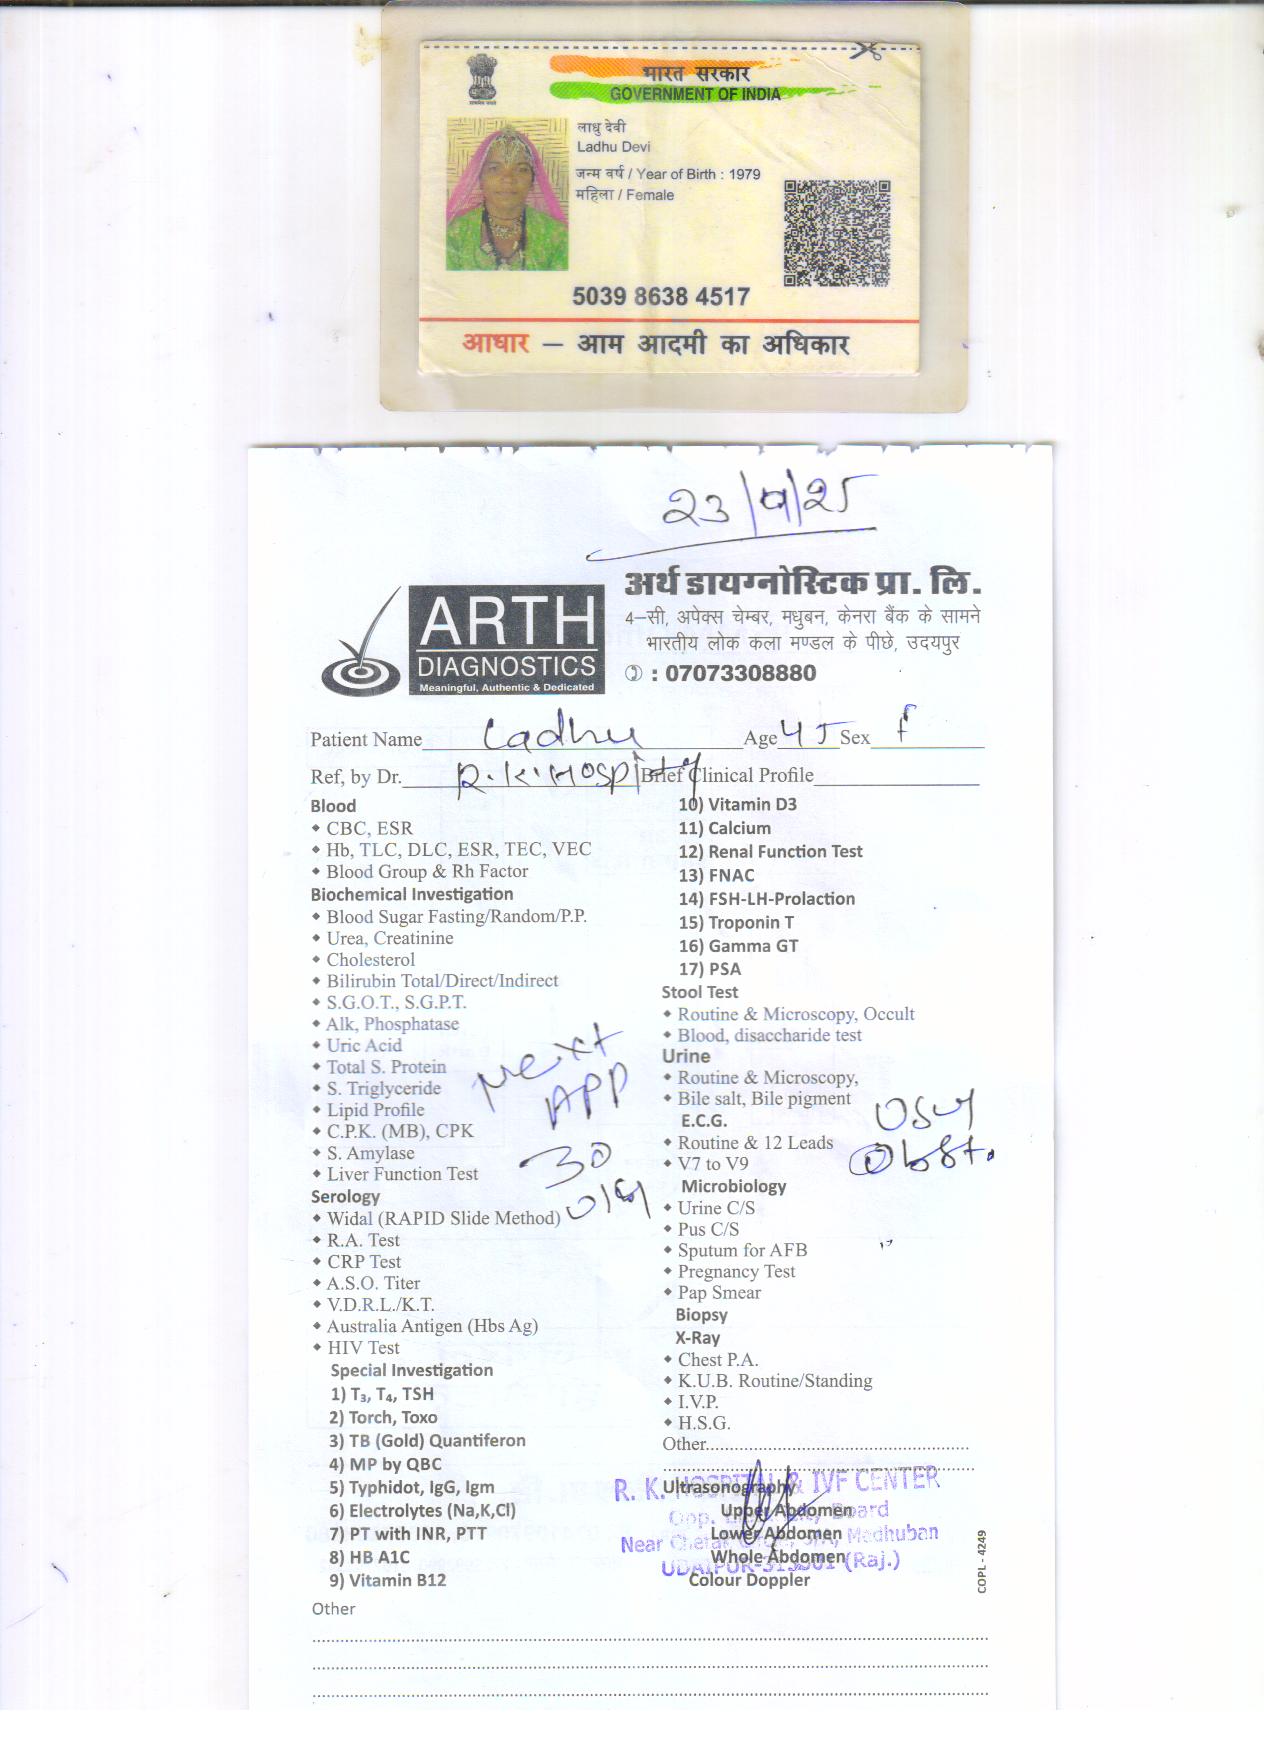 भारत सरकार
GOVERNMENT OF INDIA
लाधु देवी
Ladhu Devi
जन्म वर्ष / Year of Birth : 1979
महिला / Female
5039 8638 4517
आधार — आम आदमी का अधिकार
अर्थ डायग्नोस्टिक प्रा. लि.
ARTH
DIAGNOSTICS
Meaningful, Authentic & Dedicated
4–सी, अपेक्स चेम्बर, मधुबन, केनरा बैंक के सामने
भारतीय लोक कला मण्डल के पीछे, उदयपुर
: 07073308880
Patient Name Ladhu Age 45 Sex F
Ref, by Dr. R.K. Hospital Brief Clinical Profile
Blood
CBC, ESR
Hb, TLC, DLC, ESR, TEC, VEC
Blood Group & Rh Factor
Biochemical Investigation
Blood Sugar Fasting/Random/P.P.
Urea, Creatinine
Cholesterol
Bilirubin Total/Direct/Indirect
S.G.O.T., S.G.P.T.
Alk, Phosphatase
Uric Acid
Total S. Protein
S. Triglyceride
Lipid Profile
C.P.K. (MB), CPK
S. Amylase
Liver Function Test
Next
APP
30
Serology
Widal (RAPID Slide Method)
R.A. Test
CRP Test
A.S.O. Titer
V.D.R.L./K.T.
Australia Antigen (Hbs Ag)
HIV Test
Special Investigation
1) T₃, T₄, TSH
2) Torch, Toxo
3) TB (Gold) Quantiferon
4) MP by QBC
5) Typhidot, IgG, Igm
6) Electrolytes (Na,K,Cl)
7) PT with INR, PTT
8) HB A1C
9) Vitamin B12
Other
10) Vitamin D3
11) Calcium
12) Renal Function Test
13) FNAC
14) FSH-LH-Prolaction
15) Troponin T
16) Gamma GT
17) PSA
Stool Test
Routine & Microscopy, Occult
Blood, disaccharide test
Urine
Routine & Microscopy,
Bile salt, Bile pigment
E.C.G.
Routine & 12 Leads
V7 to V9
Obst.
Microbiology
Urine C/S
Pus C/S
Sputum for AFB
Pregnancy Test
Pap Smear
Biopsy
X-Ray
Chest P.A.
K.U.B. Routine/Standing
I.V.P.
H.S.G.
Other
Ultrasonography
Upper Abdomen
Lower Abdomen
Whole Abdomen
Colour Doppler
R. K. HOSPITAL & IVF CENTER
Board
Near Madhuban
UDAIPUR (Raj.)
COPL - 4249